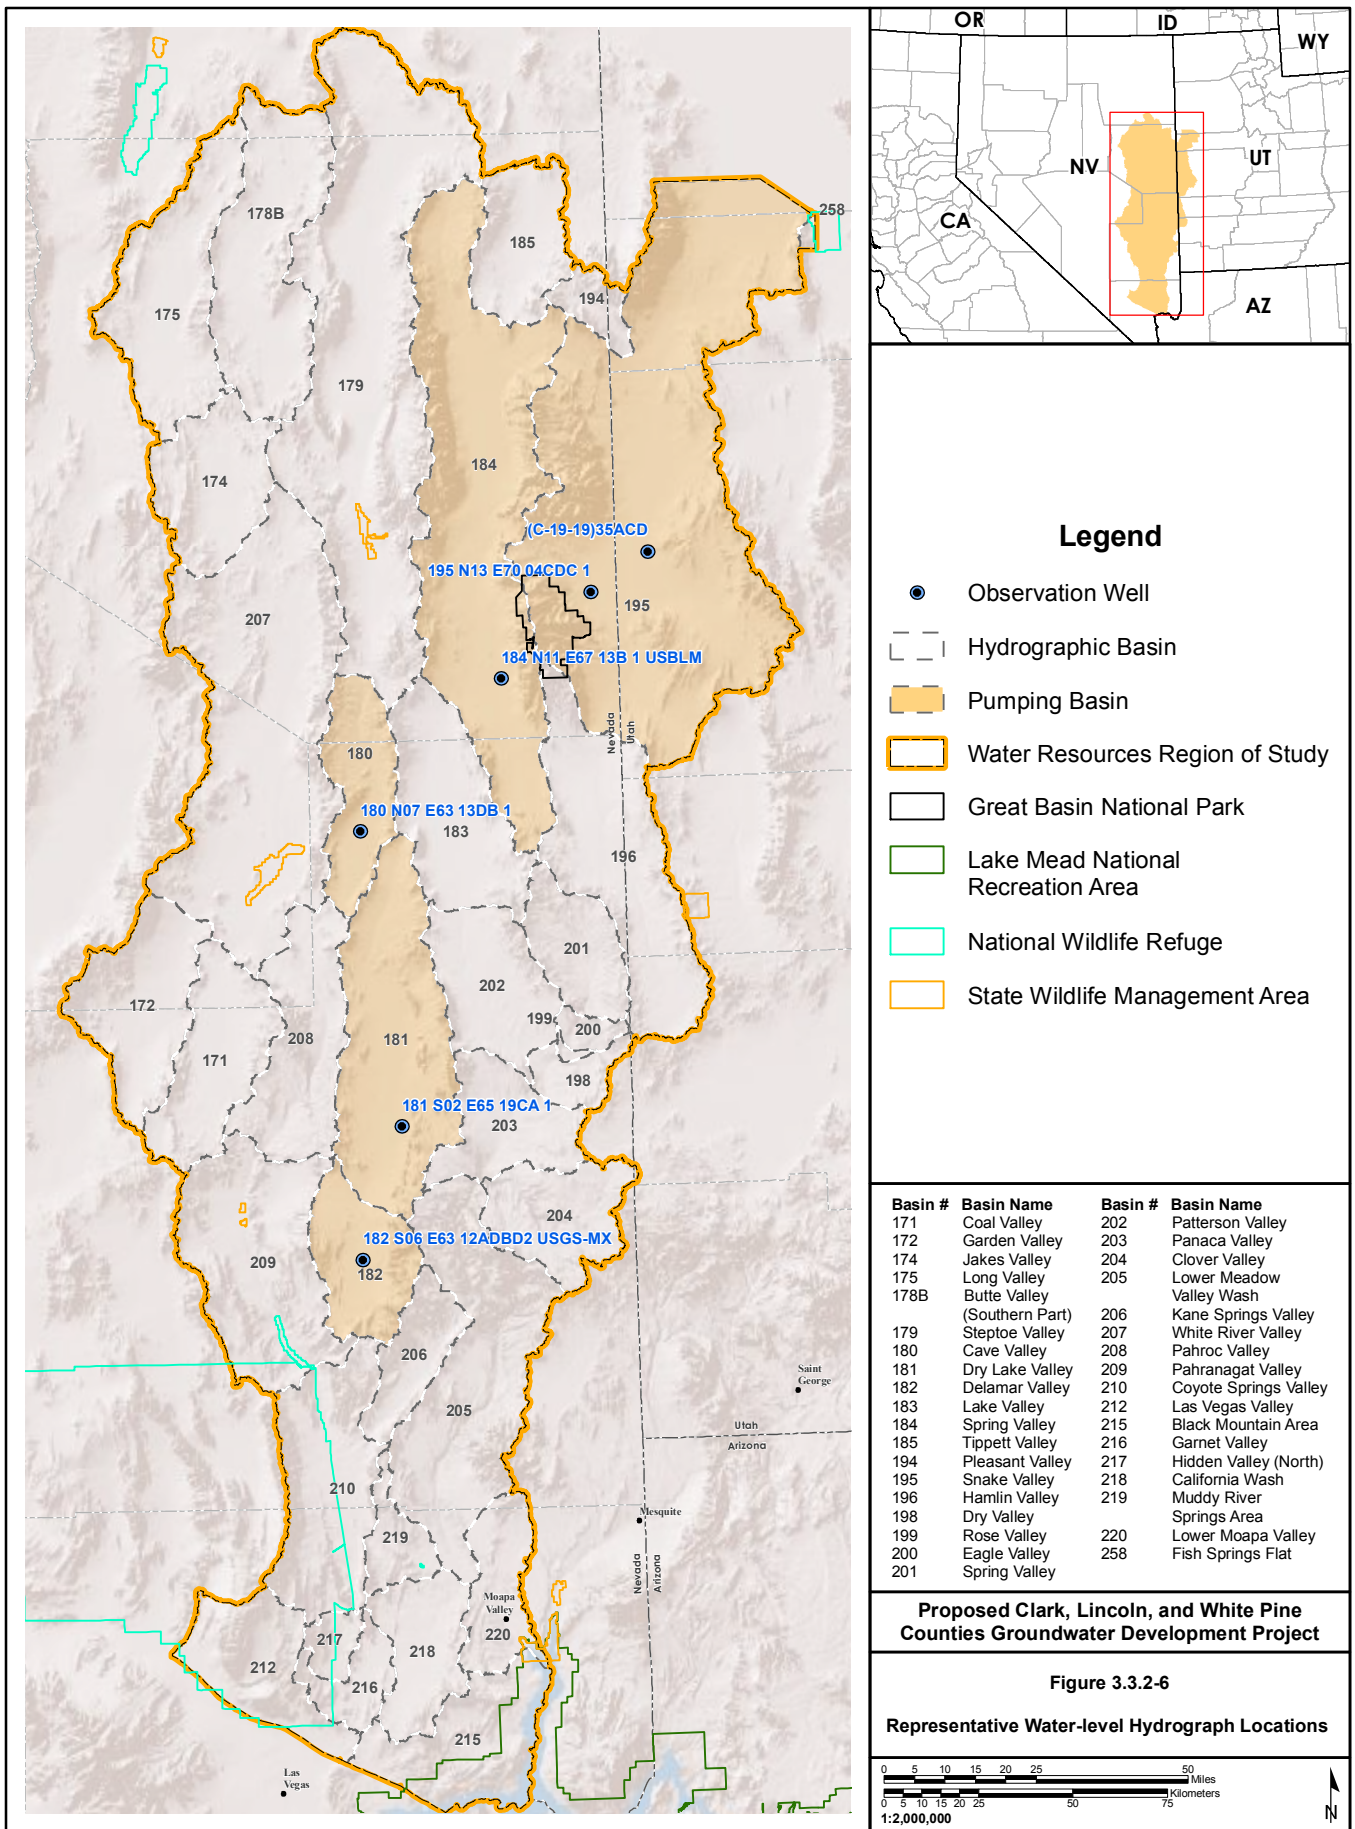 178B
185
258
194
175
179
184
174
(C-19-19)35ACD
195 N13 E70 04CDC 1
195
207
184 N11 E67 13B 1 USBLM
Nevada
Utah
180
180 N07 E63 13DB 1
183
196
201
202
172
199
200
208
181
171
198
181 S02 E65 19CA 1
203
204
182 S06 E63 12ADBD2 USGS-MX
209
182
206
Saint
George
205
Utah
Arizona
210
Mesquite
219
Nevada
Arizona
Moapa
Valley
220
217
218
212
216
215
Las
Vegas
OR
ID
WY
NV
UT
CA
AZ
Legend
Observation Well
Hydrographic Basin
Pumping Basin
Water Resources Region of Study
Great Basin National Park
Lake Mead National
Recreation Area
National Wildlife Refuge
State Wildlife Management Area
Basin # Basin Name Basin # Basin Name
171 Coal Valley 202 Patterson Valley
172 Garden Valley 203 Panaca Valley
174 Jakes Valley 204 Clover Valley
175 Long Valley 205 Lower Meadow
178B Butte Valley Valley Wash
(Southern Part) 206 Kane Springs Valley
179 Steptoe Valley 207 White River Valley
180 Cave Valley 208 Pahroc Valley
181 Dry Lake Valley 209 Pahranagat Valley
182 Delamar Valley 210 Coyote Springs Valley
183 Lake Valley 212 Las Vegas Valley
184 Spring Valley 215 Black Mountain Area
185 Tippett Valley 216 Garnet Valley
194 Pleasant Valley 217 Hidden Valley (North)
195 Snake Valley 218 California Wash
196 Hamlin Valley 219 Muddy River
198 Dry Valley Springs Area
199 Rose Valley 220 Lower Moapa Valley
200 Eagle Valley 258 Fish Springs Flat
201 Spring Valley
Proposed Clark, Lincoln, and White Pine
Counties Groundwater Development Project
Figure 3.3.2-6
Representative Water-level Hydrograph Locations
0 5 10 15 20 25 50
Miles
Kilometers
0 5 10 15 20 25 50 75
1:2,000,000
N